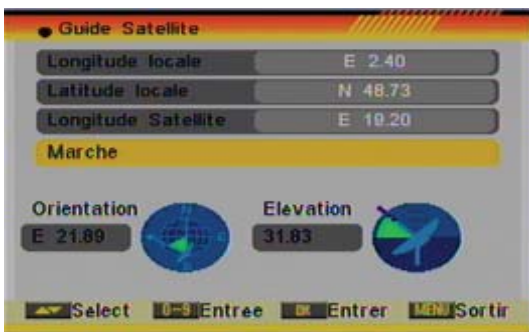 Guide Satellite
Longitude locale E 2.40
Latitude locale N 48.73
Longitude Satellite E 19.20
Marche
Orientation
E 21.89
Elevation
31.83
Select 0-9 Entree OK Entrer MENU Sortir